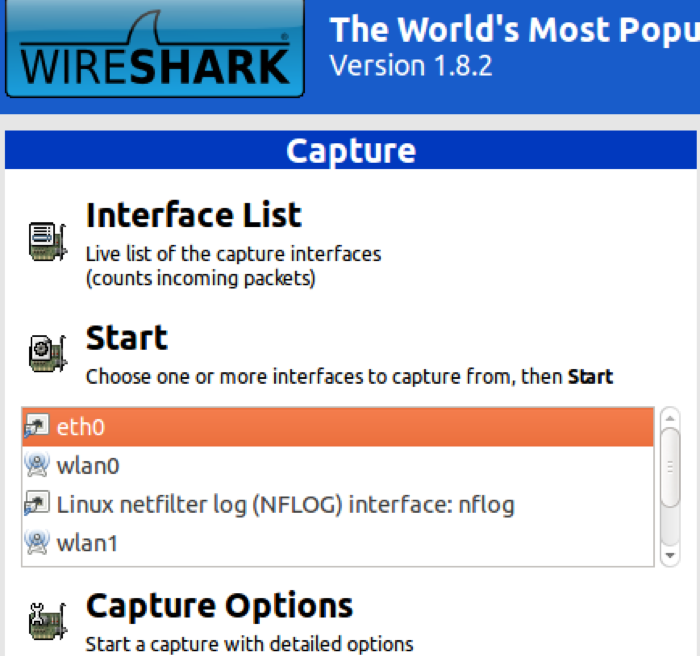 WIRESHARK
®
The World's Most Popu
Version 1.8.2
Capture
Interface List
Live list of the capture interfaces
(counts incoming packets)
Start
Choose one or more interfaces to capture from, then Start
eth0
wlan0
Linux netfilter log (NFLOG) interface: nflog
wlan1
Capture Options
Start a capture with detailed options